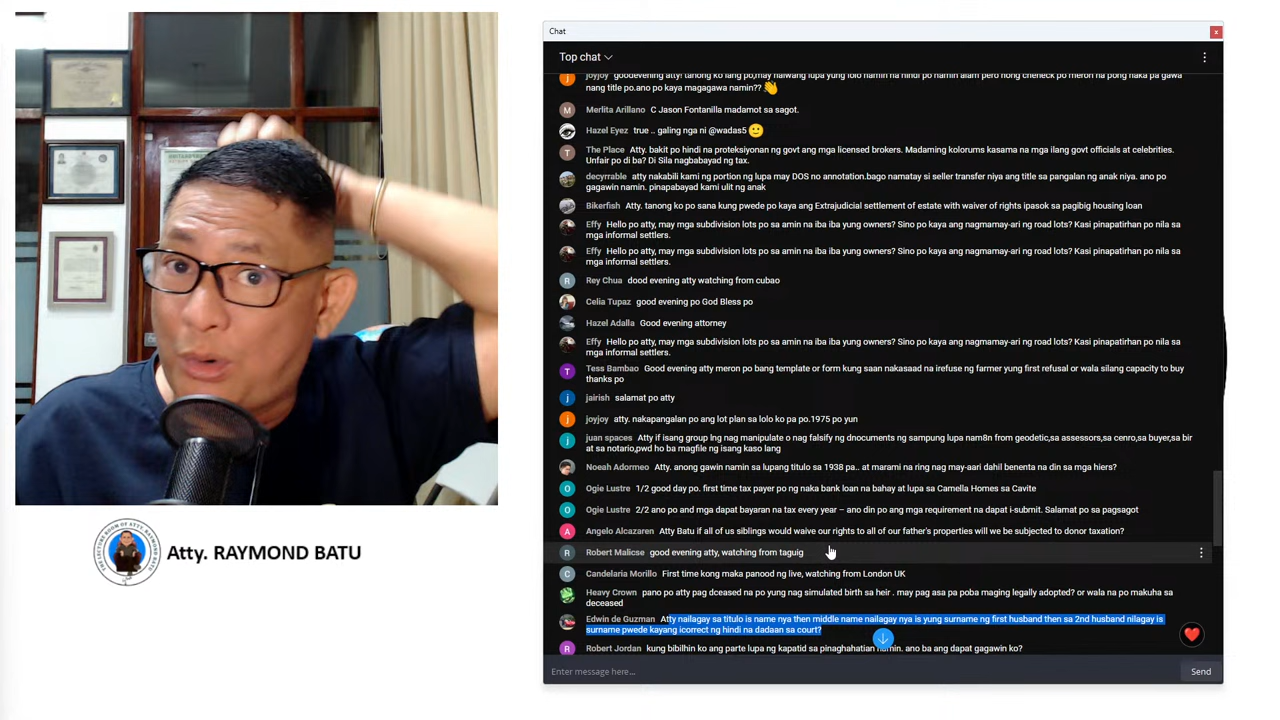 Chat
x
Top chat
joyjoy goodevening atty! tanong ko lang po,may naiwang lupa yung lolo namin na hindi po namin alam pero nong cheneck po meron na pong naka pa gawa
nang title po.ano po kaya magagawa namin??
M Merlita Arillano C Jason Fontanilla madamot sa sagot.
Hazel Eyez true .. galing nga ni @wadas5
T The Place Atty. bakit po hindi na proteksiyonan ng govt ang mga licensed brokers. Madaming kolorums kasama na mga ilang govt officials at celebrities.
Unfair po di ba? Di Sila nagbabayad ng tax.
decyrrable atty nakabili kami ng portion ng lupa may DOS no annotation.bago namatay si seller transfer niya ang title sa pangalan ng anak niya. ano po
gagawin namin. pinapabayad kami ulit ng anak
Bikerfish Atty. tanong ko po sana kung pwede po kaya ang Extrajudicial settlement of estate with waiver of rights ipasok sa pagibig housing loan
Effy Hello po atty, may mga subdivision lots po sa amin na iba iba yung owners? Sino po kaya ang nagmamay-ari ng road lots? Kasi pinapatirhan po nila sa
mga informal settlers.
Effy Hello po atty, may mga subdivision lots po sa amin na iba iba yung owners? Sino po kaya ang nagmamay-ari ng road lots? Kasi pinapatirhan po nila sa
mga informal settlers.
R Rey Chua dood evening atty watching from cubao
Celia Tupaz good evening po God Bless po
Hazel Adalla Good evening attorney
Effy Hello po atty, may mga subdivision lots po sa amin na iba iba yung owners? Sino po kaya ang nagmamay-ari ng road lots? Kasi pinapatirhan po nila sa
mga informal settlers.
T Tess Bambao Good evening atty meron po bang template or form kung saan nakasaad na irefuse ng farmer yung first refusal or wala silang capacity to buy
thanks po
j jairish salamat po atty
j joyjoy atty. nakapangalan po ang lot plan sa lolo ko pa po.1975 po yun
j juan spaces Atty if isang group lng nag manipulate o nag falsify ng dnocuments ng sampung lupa nam8n from geodetic,sa assessors,sa cenro,sa buyer,sa bir
at sa notario,pwd ho ba magfile ng isang kaso lang
Noeah Adormeo Atty. anong gawin namin sa lupang titulo sa 1938 pa.. at marami na ring nag may-aari dahil benenta na din sa mga hiers?
O Ogie Lustre 1/2 good day po. first time tax payer po ng naka bank loan na bahay at lupa sa Camella Homes sa Cavite
O Ogie Lustre 2/2 ano po and mga dapat bayaran na tax every year – ano din po ang mga requirement na dapat i-submit. Salamat po sa pagsagot
A Angelo Alcazaren Atty Batu if all of us siblings would waive our rights to all of our father's properties will we be subjected to donor taxation?
R Robert Malicse good evening atty, watching from taguig
C Candelaria Morillo First time kong maka panood ng live, watching from London UK
Heavy Crown pano po atty pag dceased na po yung nag simulated birth sa heir . may pag asa pa poba maging legally adopted? or wala na po makuha sa
deceased
Edwin de Guzman Atty nailagay sa titulo is name nya then middle name nailagay nya is yung surname ng first husband then sa 2nd husband nilagay is
surname pwede kayang icorrect ng hindi na dadaan sa court?
R Robert Jordan kung bibilhin ko ang parte lupa ng kapatid sa pinaghahatian namin. ano ba ang dapat gagawin ko?
Enter message here...
Send
Atty. RAYMOND BATU